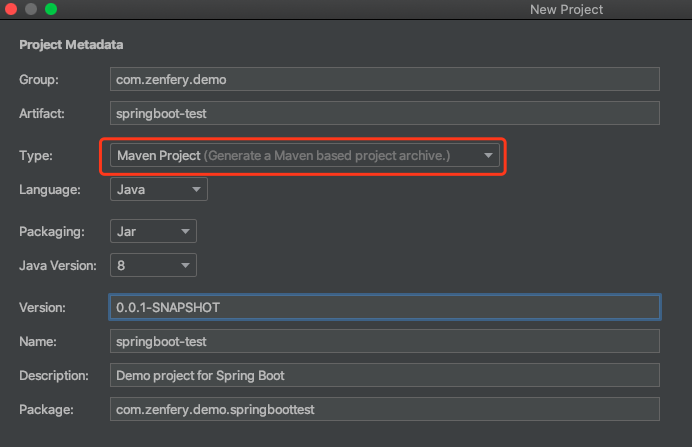 New Project
Project Metadata
Group: com.zenfery.demo
Artifact: springboot-test
Type: Maven Project (Generate a Maven based project archive.)
Language: Java
Packaging: Jar
Java Version: 8
Version: 0.0.1-SNAPSHOT
Name: springboot-test
Description: Demo project for Spring Boot
Package: com.zenfery.demo.springboottest